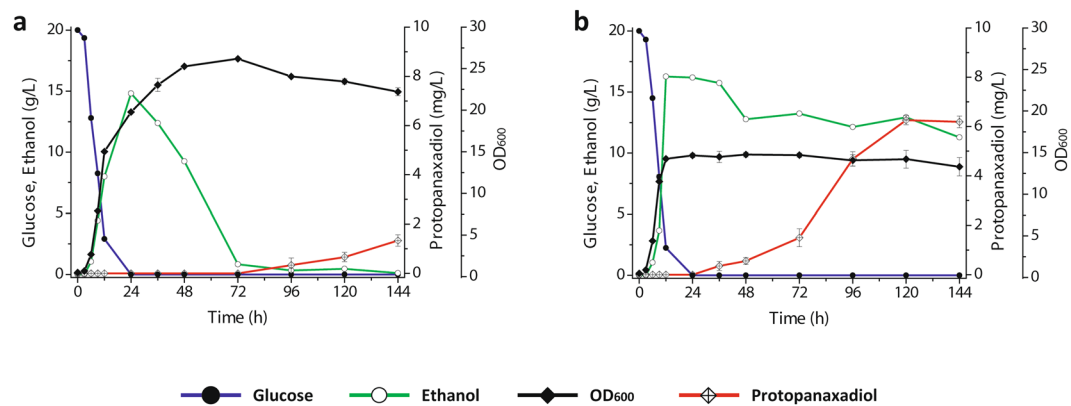 a
20
15
10
5
0
Glucose, Ethanol (g/L)
0 24 48 72 96 120 144
Time (h)
10
8
6
4
2
0
Protopanaxadiol (mg/L)
30
25
20
15
10
5
0
OD600
b
20
15
10
5
0
Glucose, Ethanol (g/L)
0 24 48 72 96 120 144
Time (h)
10
8
6
4
2
0
Protopanaxadiol (mg/L)
30
25
20
15
10
5
0
OD600
Glucose Ethanol OD600 Protopanaxadiol